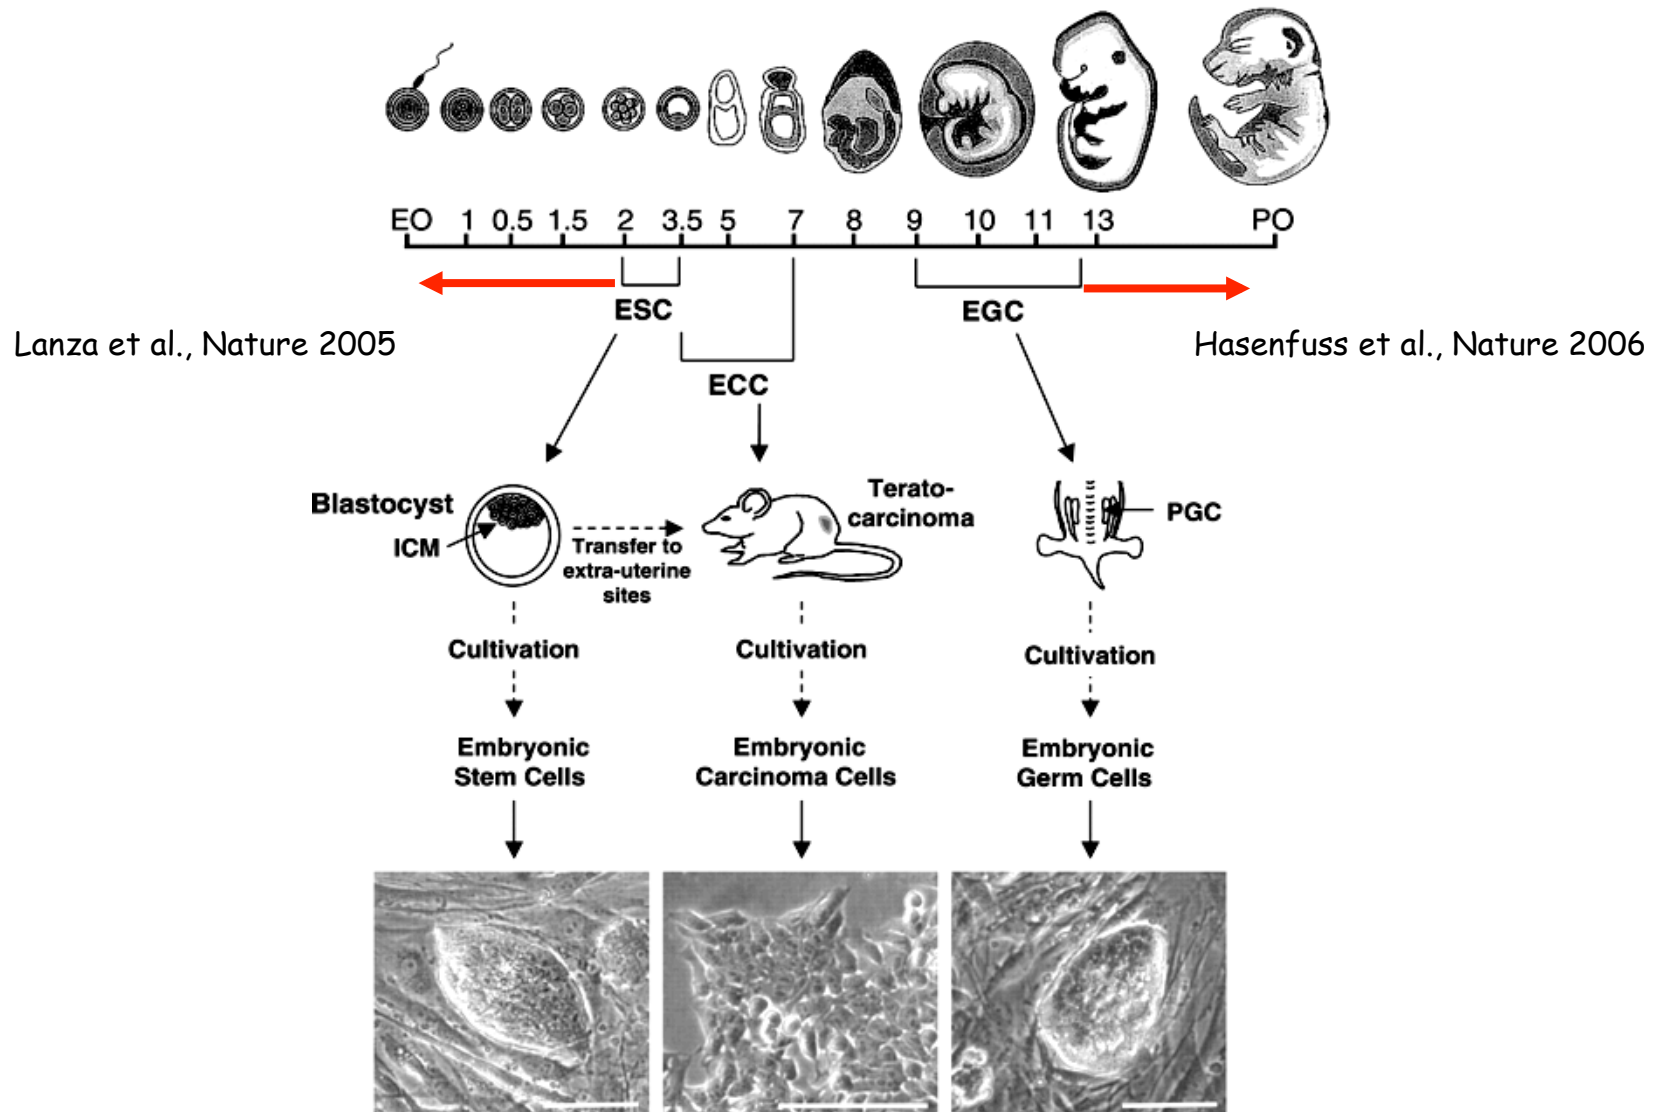 EO 1 0.5 1.5 2 3.5 5 7 8 9 10 11 13 PO
ESC
EGC
Lanza et al., Nature 2005
Hasenfuss et al., Nature 2006
ECC
Blastocyst
ICM
Transfer to
extra-uterine
sites
Terato-
carcinoma
PGC
Cultivation
Cultivation
Cultivation
Embryonic
Stem Cells
Embryonic
Carcinoma Cells
Embryonic
Germ Cells